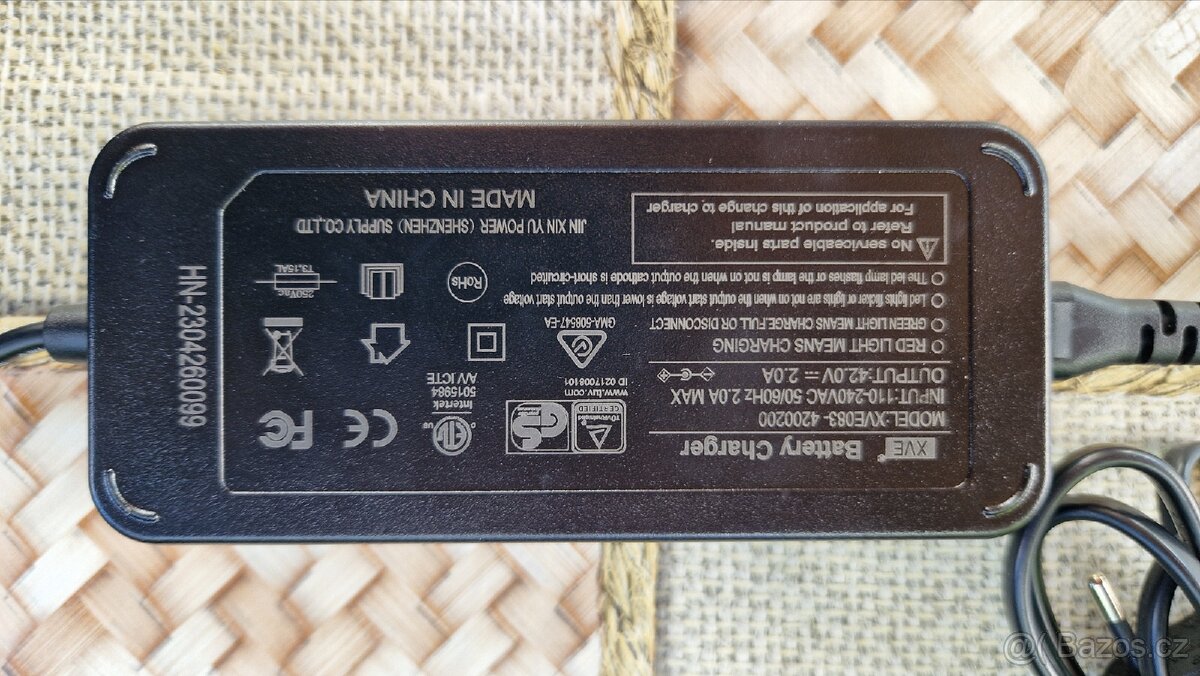 XVE Battery Charger
MODEL:XVE083-4200200
INPUT:110-240VAC 50/60Hz 2.0A MAX
OUTPUT:42.0V 2.0A
RED LIGHT MEANS CHARGING
GREEN LIGHT MEANS CHARGE.FULL OR DISCONNECT
Led lights flicker or lights are not on when the output start voltage is lower than the output start voltage
The led lamp flashes or the lamp is not on when the output cathode is short-circuited
No serviceable parts Inside.
Refer to product manual
For application of this change to charger
TÜVRheinland
CERTIFIED
GS
www.tuv.com
ID 0217008101
Intertek
5015984
A/V ICTE
CE
FC
GMA-508547-EA
RoHs
250Vac
T3.15AL
JIN XIN YU POWER (SHENZHEN) SUPPLY CO.,LTD
MADE IN CHINA
HN-2304260099
@( Bazos.cz